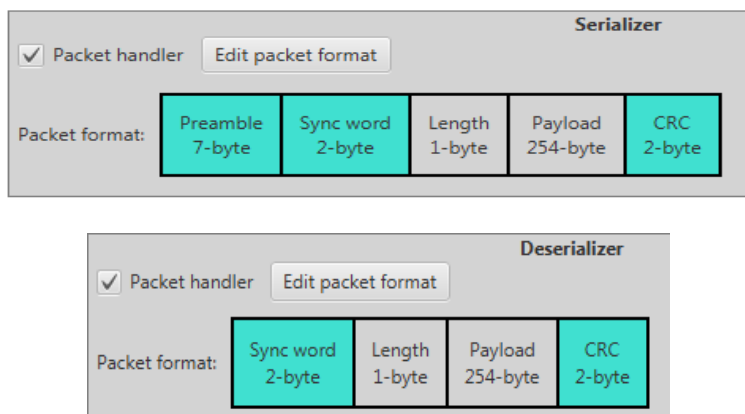 Serializer
Packet handler Edit packet format
Packet format: Preamble 7-byte Sync word 2-byte Length 1-byte Payload 254-byte CRC 2-byte
Deserializer
Packet handler Edit packet format
Packet format: Sync word 2-byte Length 1-byte Payload 254-byte CRC 2-byte